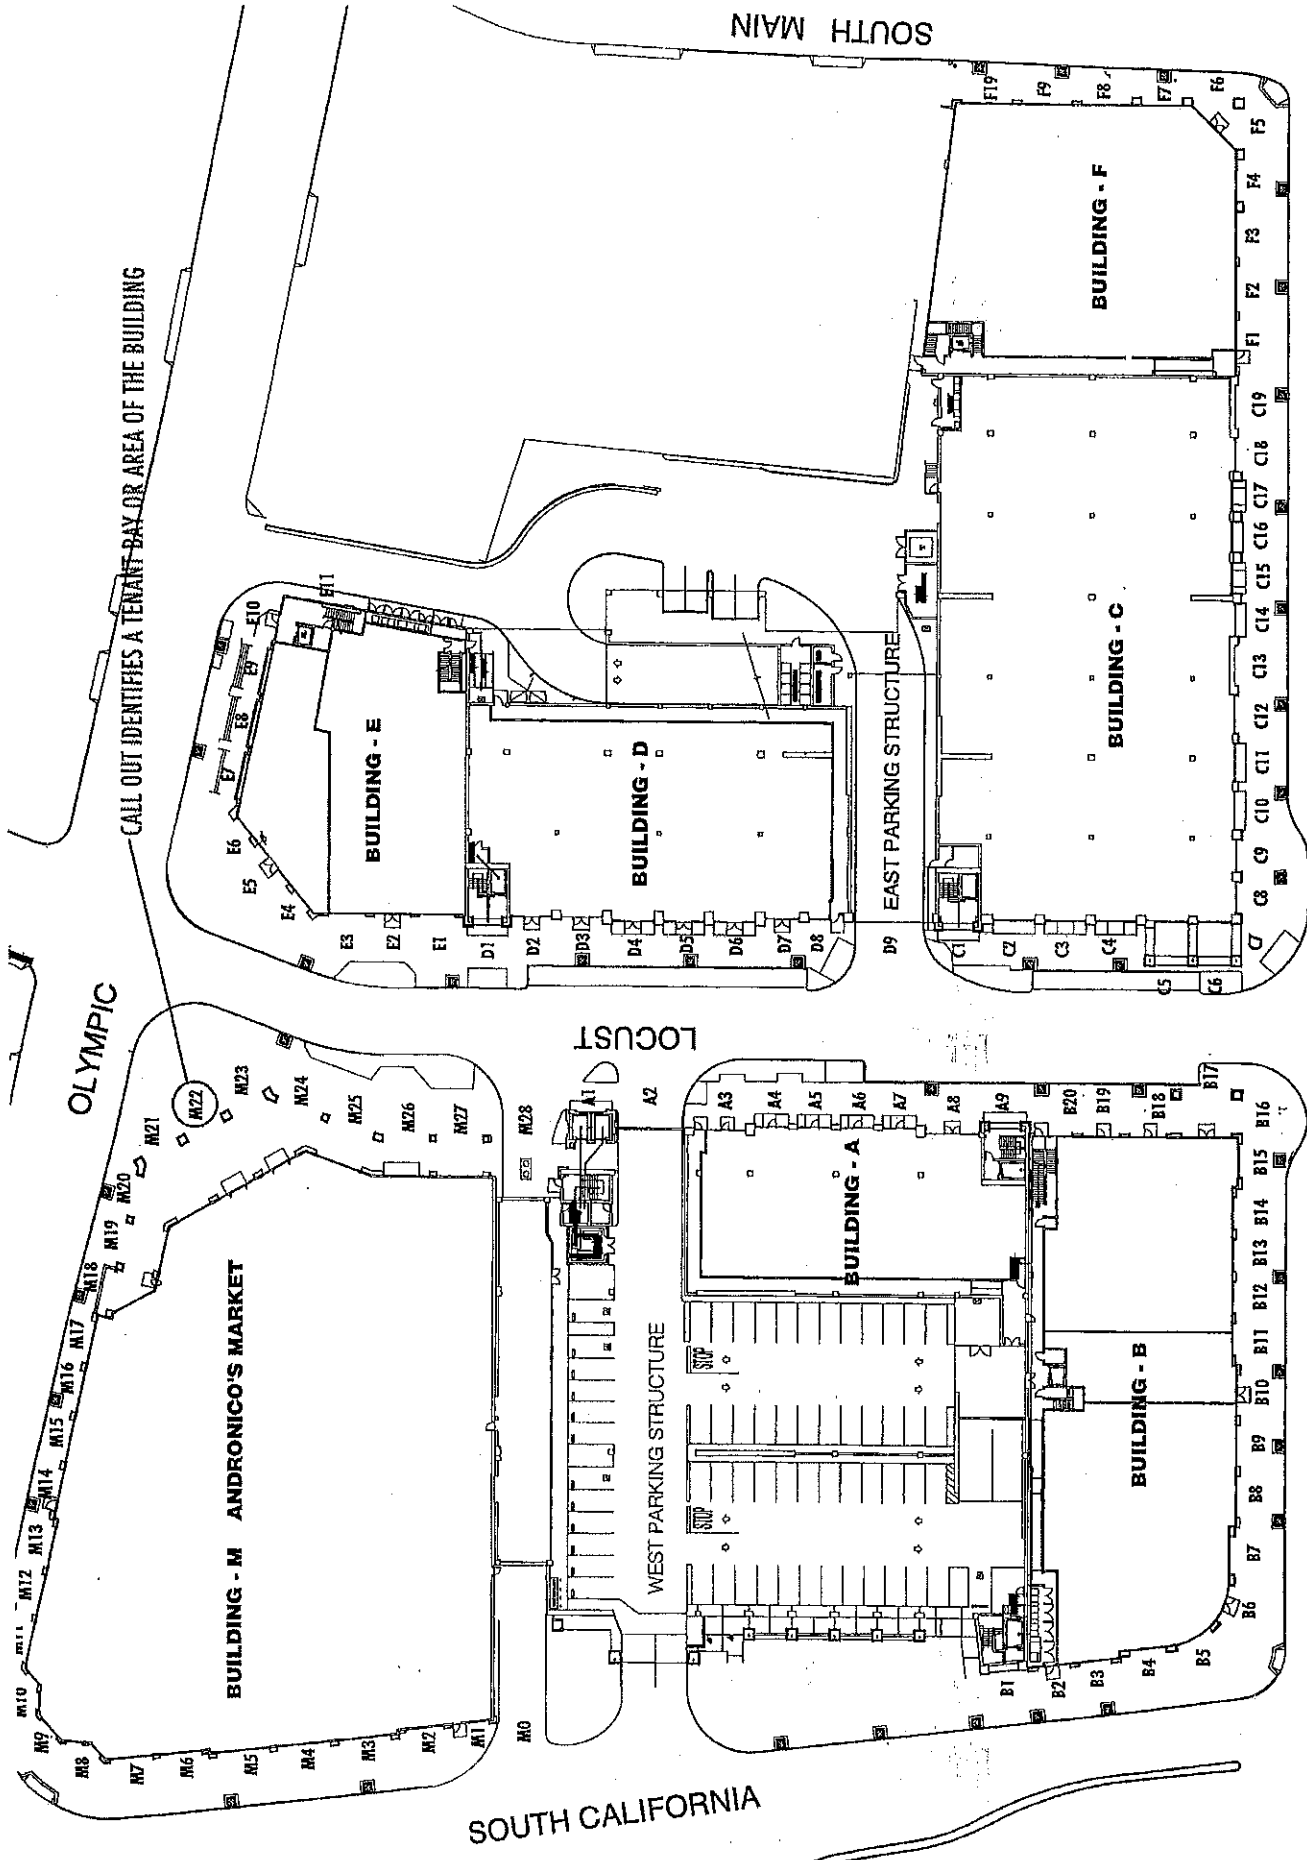 SOUTH MAIN
OLYMPIC
LOCUST
SOUTH CALIFORNIA
CALL OUT IDENTIFIES A TENANT BAY OR AREA OF THE BUILDING
BUILDING - M ANDRONICO'S MARKET
M0
M1
M2
M3
M4
M5
M6
M7
M8
M9
M10
M11
M12
M13
M14
M15
M16
M17
M18
M19
M20
M21
M22
M23
M24
M25
M26
M27
M28
BUILDING - E
E1
E2
E3
E4
E5
E6
E7
E8
E9
E10
E11
BUILDING - D
D1
D2
D3
D4
D5
D6
D7
D8
D9
EAST PARKING STRUCTURE
WEST PARKING STRUCTURE
STOP
STOP
BUILDING - A
A1
A2
A3
A4
A5
A6
A7
A8
A9
BUILDING - B
B1
B2
B3
B4
B5
B6
B7
B8
B9
B10
B11
B12
B13
B14
B15
B16
B17
B18
B19
B20
BUILDING - C
C1
C2
C3
C4
C5
C6
C7
C8
C9
C10
C11
C12
C13
C14
C15
C16
C17
C18
C19
BUILDING - F
F1
F2
F3
F4
F5
F6
F7
F8
F9
F19